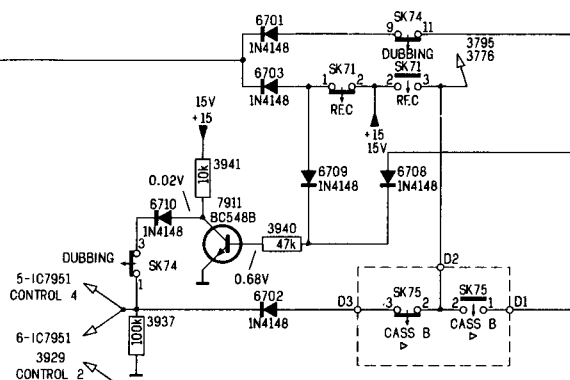 6701
1N4148
SK74
9 11
DUBBING
3795
3776
6703
1N4148
SK71
1 2
REC
SK71
2 3
REC
+15
15V
15V
+15
3941
10k
0.02V
6709
1N4148
6708
1N4148
6710
1N4148
7911
BC548B
3940
47k
0.68V
3
DUBBING
SK74
1
5-IC7951
CONTROL 4
6-IC7951
3929
CONTROL 2
3937
100k
6702
1N4148
D2
D3
SK75
3 2
CASS B
SK75
2 1
CASS B
D1